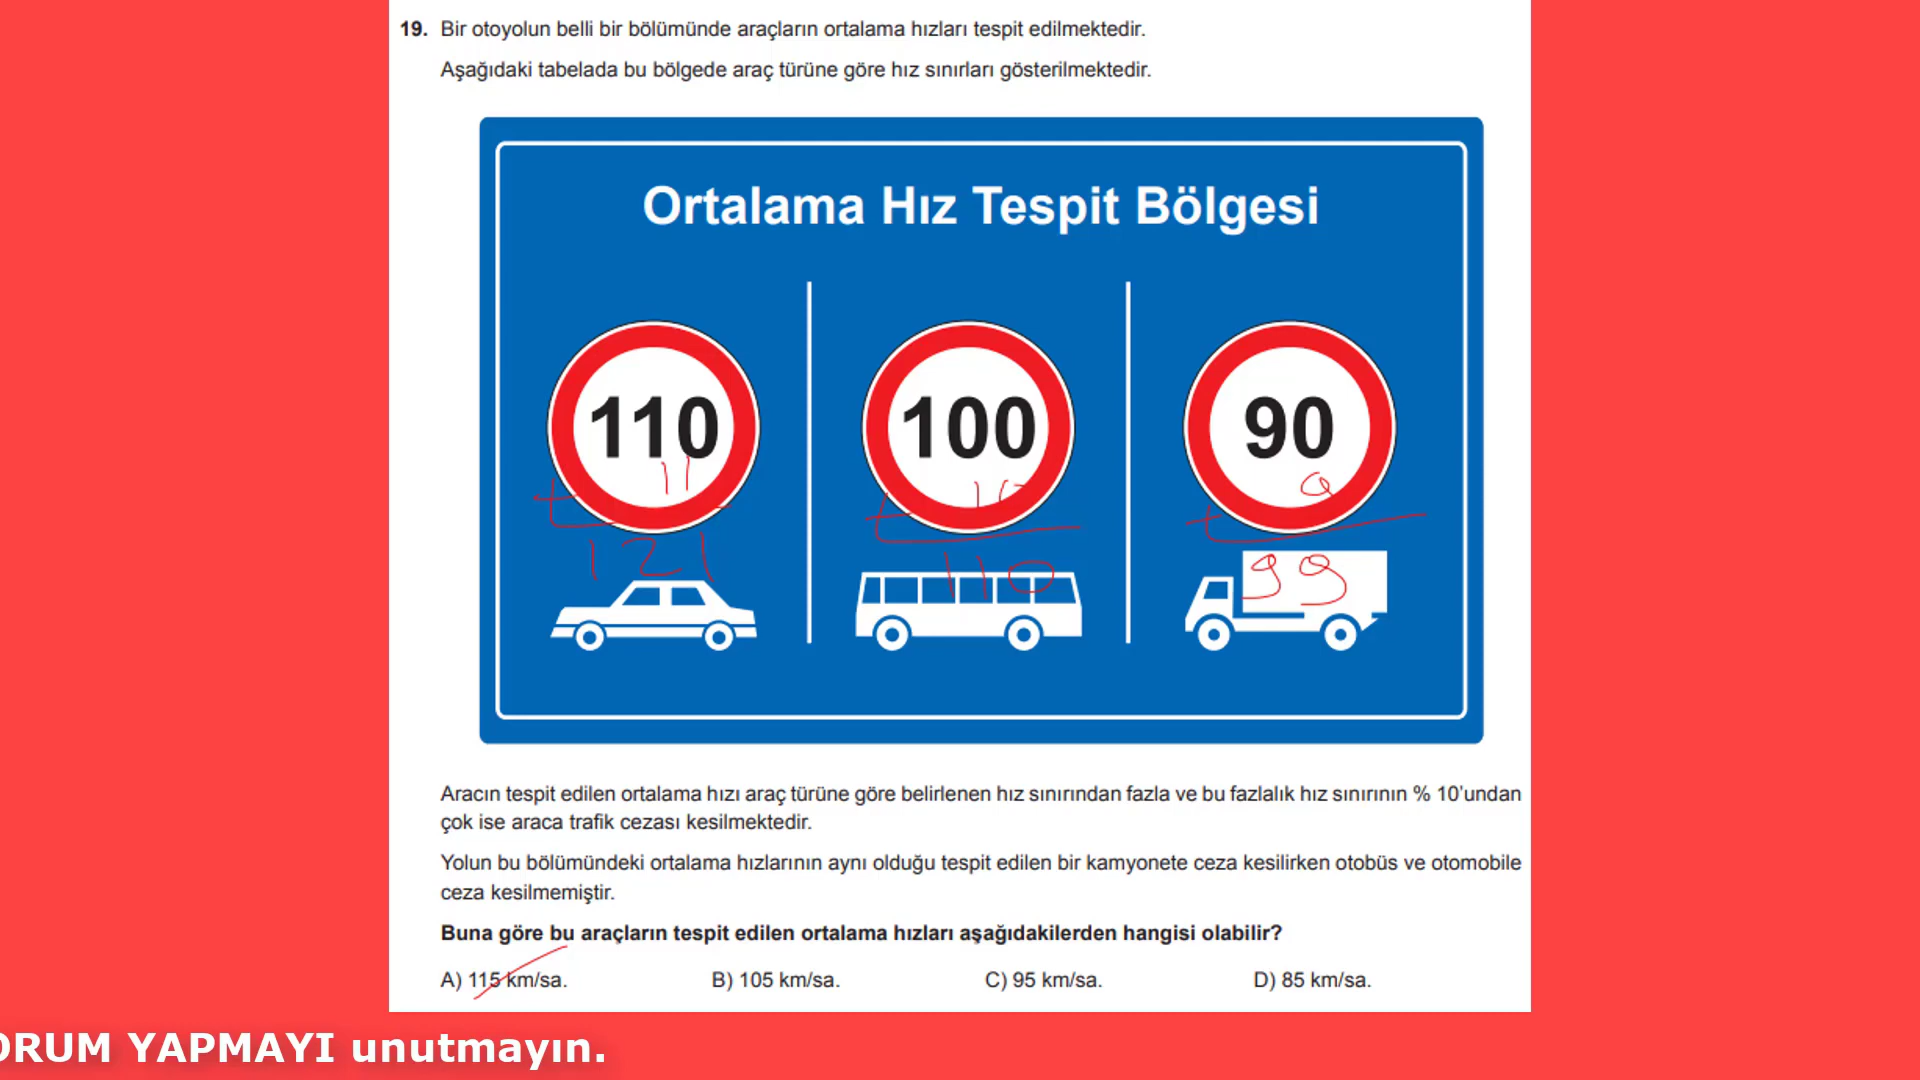 19. Bir otoyolun belli bir bölümünde araçların ortalama hızları tespit edilmektedir.
Aşağıdaki tabelada bu bölgede araç türüne göre hız sınırları gösterilmektedir.
Ortalama Hız Tespit Bölgesi
110 100 90
11 10 9
+ + +
121 110 99
Aracın tespit edilen ortalama hızı araç türüne göre belirlenen hız sınırından fazla ve bu fazlalık hız sınırının % 10'undan
çok ise araca trafik cezası kesilmektedir.
Yolun bu bölümündeki ortalama hızlarının aynı olduğu tespit edilen bir kamyonete ceza kesilirken otobüs ve otomobile
ceza kesilmemiştir.
Buna göre bu araçların tespit edilen ortalama hızları aşağıdakilerden hangisi olabilir?
A) 115 km/sa. B) 105 km/sa. C) 95 km/sa. D) 85 km/sa.
ORUM YAPMAYI unutmayın.